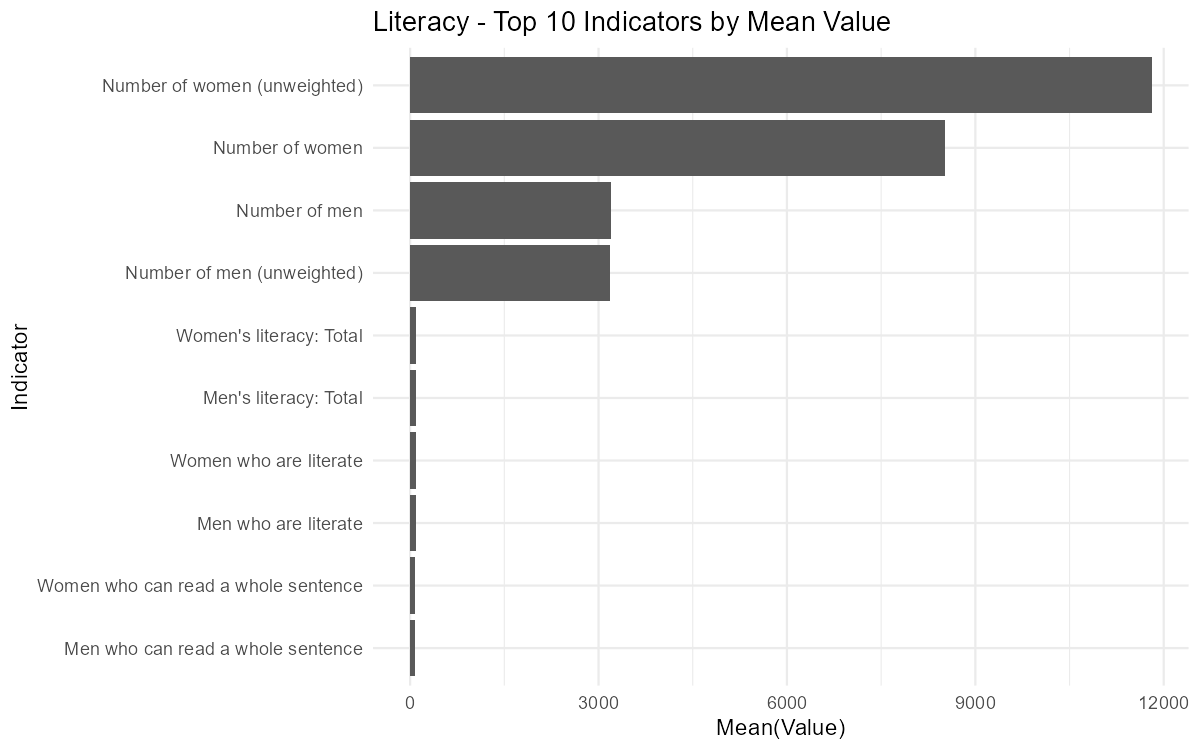 Literacy - Top 10 Indicators by Mean Value
Number of women (unweighted)
Number of women
Number of men
Number of men (unweighted)
Women's literacy: Total
Men's literacy: Total
Women who are literate
Men who are literate
Women who can read a whole sentence
Men who can read a whole sentence
Indicator
0 3000 6000 9000 12000
Mean(Value)